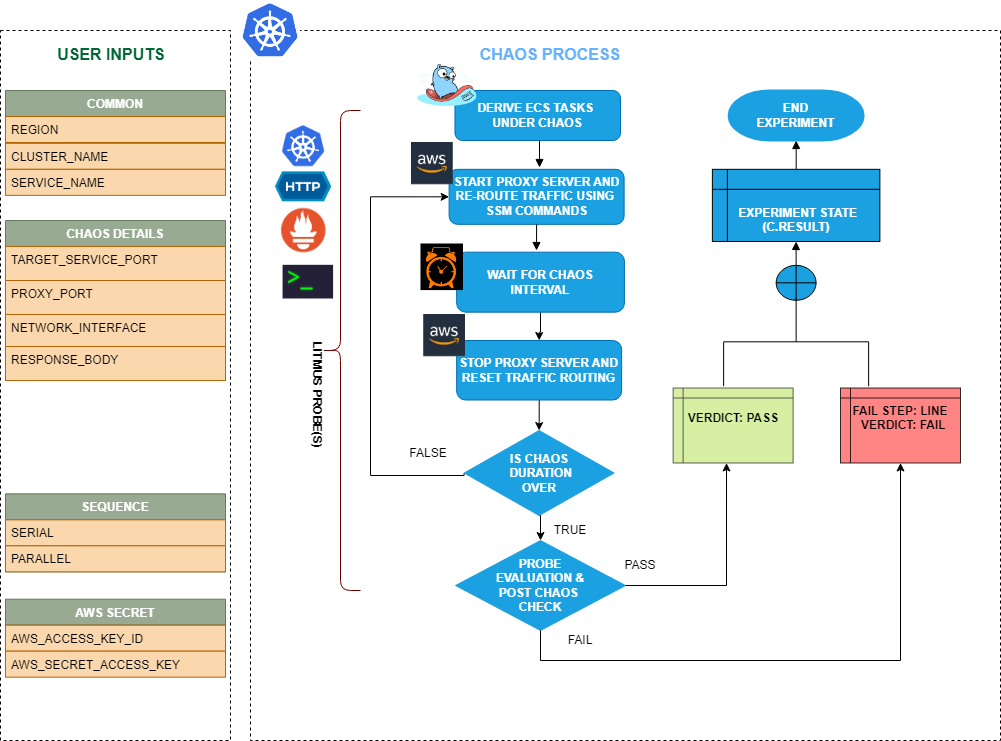 USER INPUTS
COMMON
REGION
CLUSTER_NAME
SERVICE_NAME
CHAOS DETAILS
TARGET_SERVICE_PORT
PROXY_PORT
NETWORK_INTERFACE
RESPONSE_BODY
SEQUENCE
SERIAL
PARALLEL
AWS SECRET
AWS_ACCESS_KEY_ID
AWS_SECRET_ACCESS_KEY
CHAOS PROCESS
HTTP
>_
LITMUS PROBE(S)
DERIVE ECS TASKS
UNDER CHAOS
aws
START PROXY SERVER AND
RE-ROUTE TRAFFIC USING
SSM COMMANDS
WAIT FOR CHAOS
INTERVAL
aws
STOP PROXY SERVER AND
RESET TRAFFIC ROUTING
IS CHAOS
DURATION
OVER
FALSE
TRUE
PROBE
EVALUATION &
POST CHAOS
CHECK
PASS
FAIL
VERDICT: PASS
FAIL STEP: LINE
VERDICT: FAIL
EXPERIMENT STATE
(C.RESULT)
END
EXPERIMENT